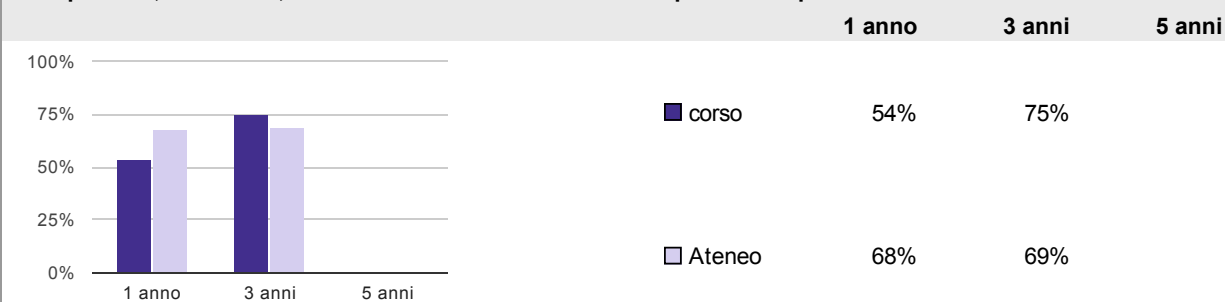 1 anno 3 anni 5 anni
100%
75%
50%
25%
0%
1 anno 3 anni 5 anni
corso 54% 75%
Ateneo 68% 69%